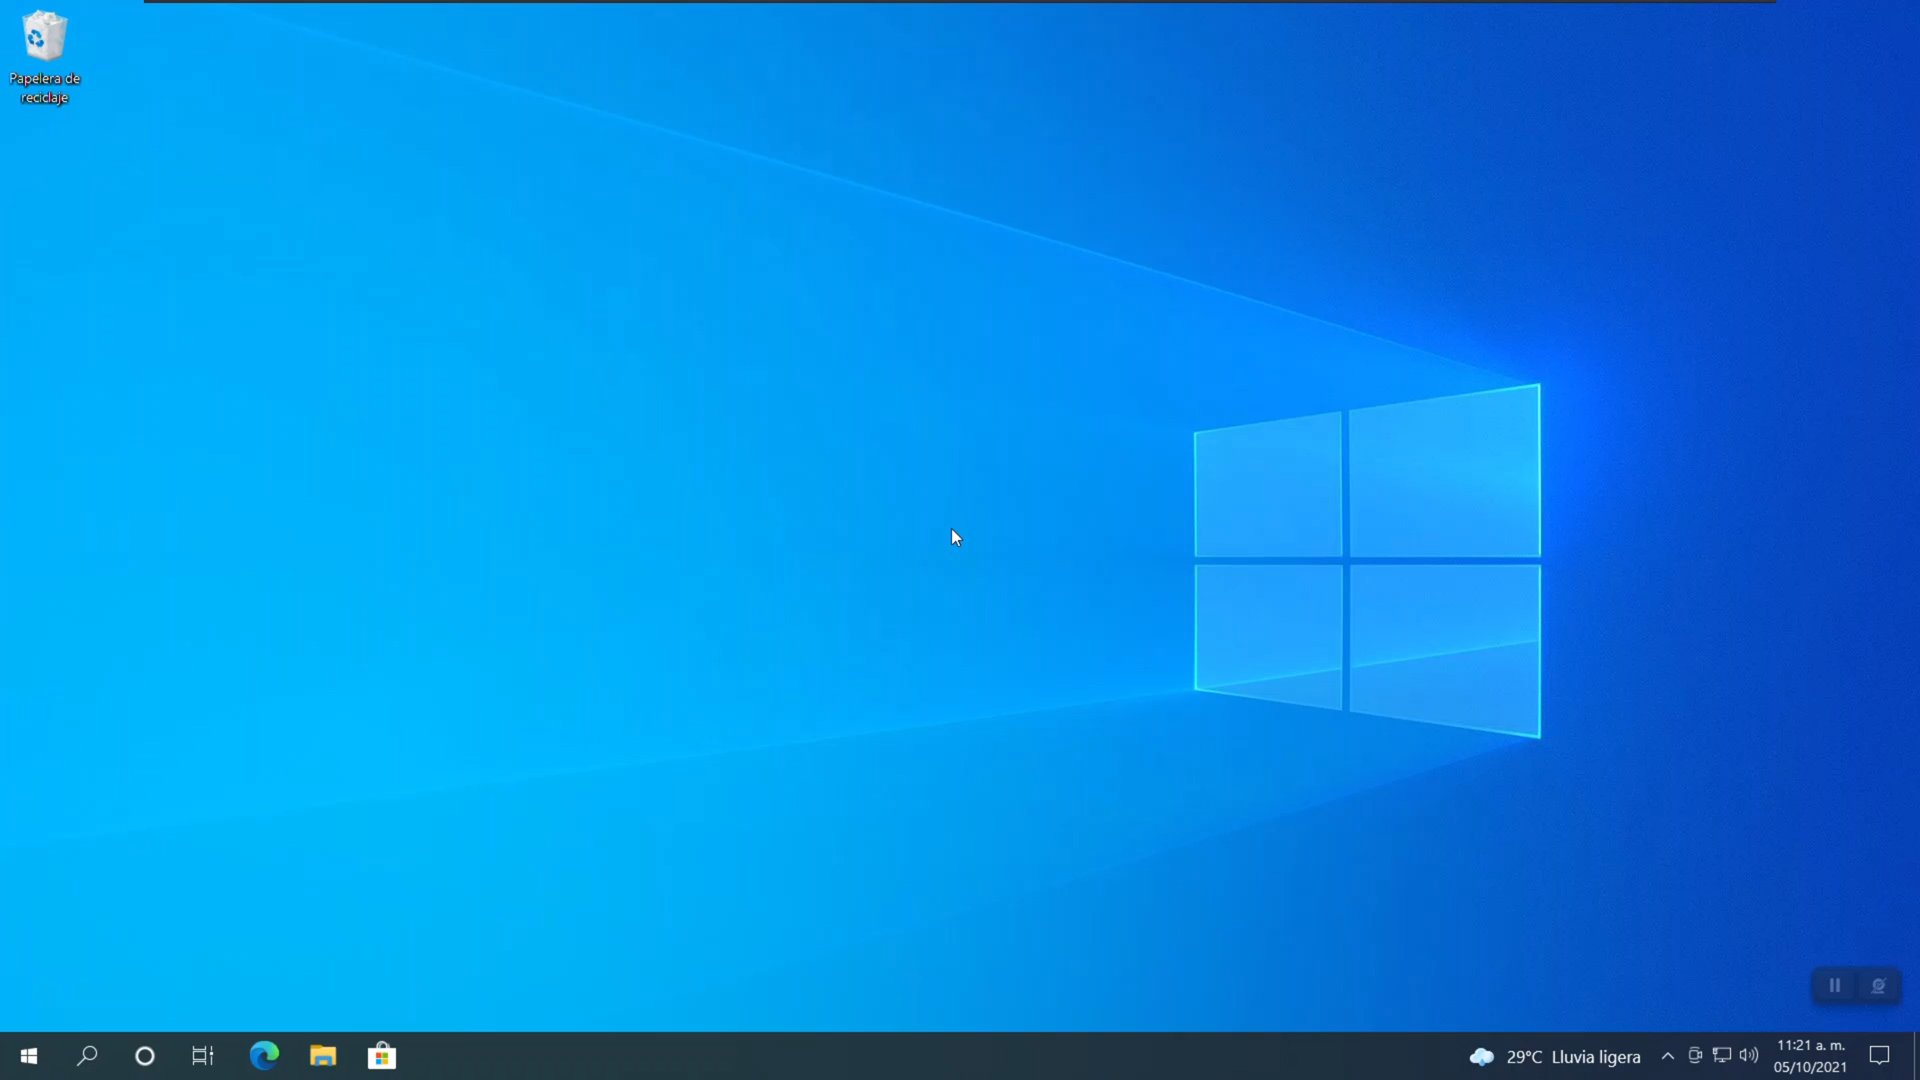 Papelera de
reciclaje
29°C Lluvia ligera
11:21 a. m.
05/10/2021